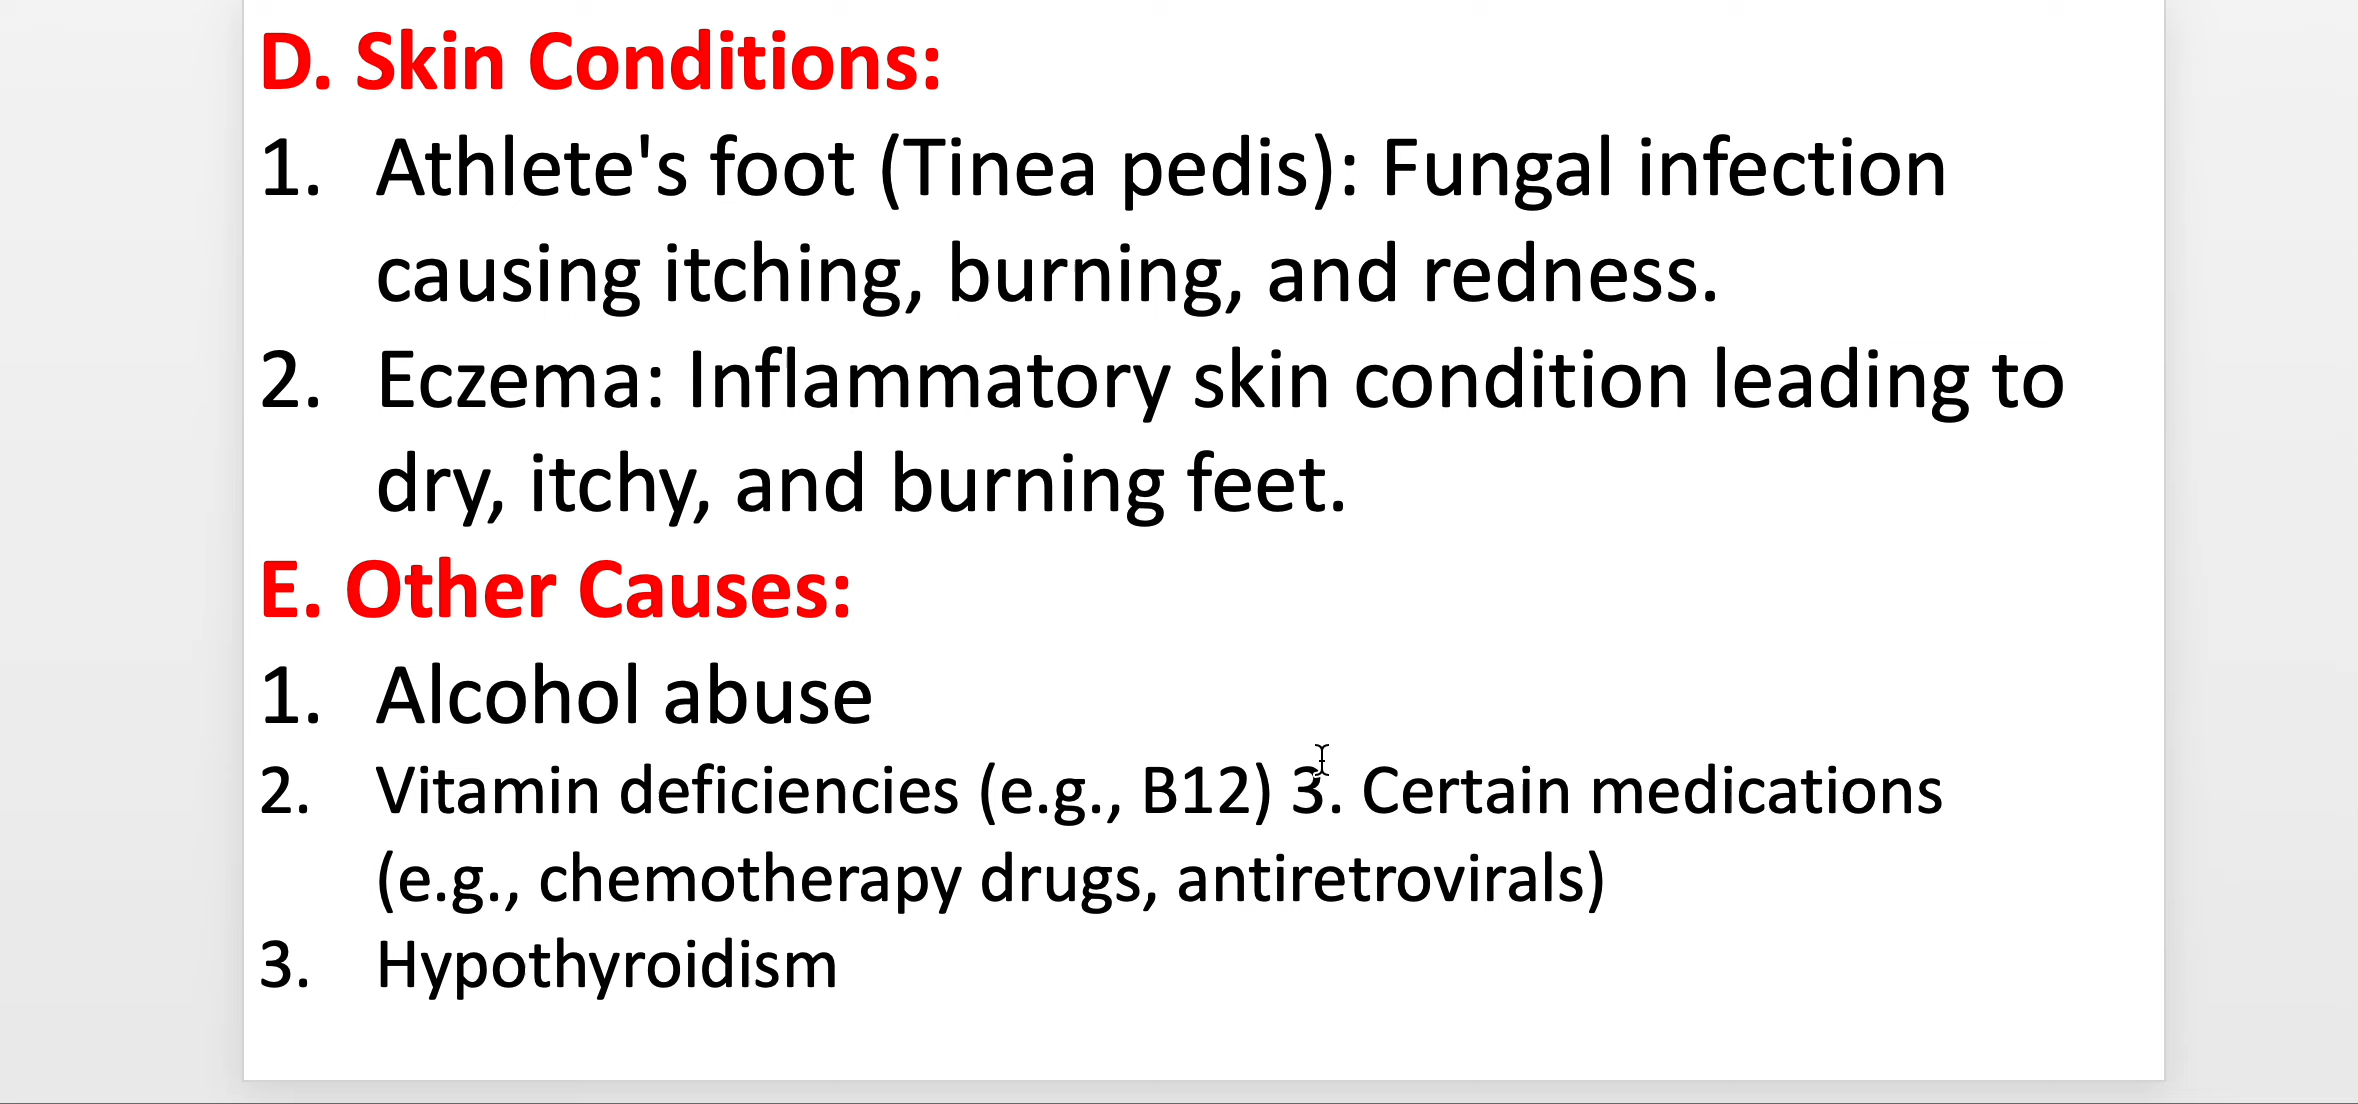 D. Skin Conditions:
1. Athlete's foot (Tinea pedis): Fungal infection
causing itching, burning, and redness.
2. Eczema: Inflammatory skin condition leading to
dry, itchy, and burning feet.
E. Other Causes:
1. Alcohol abuse
2. Vitamin deficiencies (e.g., B12) 3. Certain medications
(e.g., chemotherapy drugs, antiretrovirals)
3. Hypothyroidism